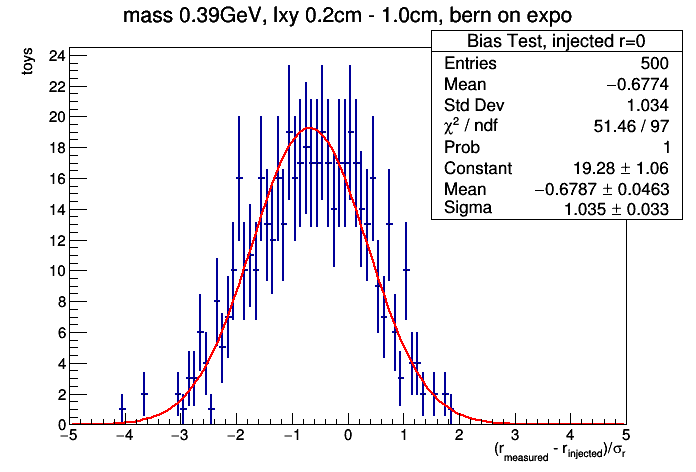 mass 0.39GeV, lxy 0.2cm - 1.0cm, bern on expo
Bias Test, injected r=0
Entries 500
Mean −0.6774
Std Dev 1.034
χ² / ndf 51.46 / 97
Prob 1
Constant 19.28 ± 1.06
Mean −0.6787 ± 0.0463
Sigma 1.035 ± 0.033
toys
24
22
20
18
16
14
12
10
8
6
4
2
0
−5 −4 −3 −2 −1 0 1 2 3 4 5
(r_measured - r_injected)/σ_r